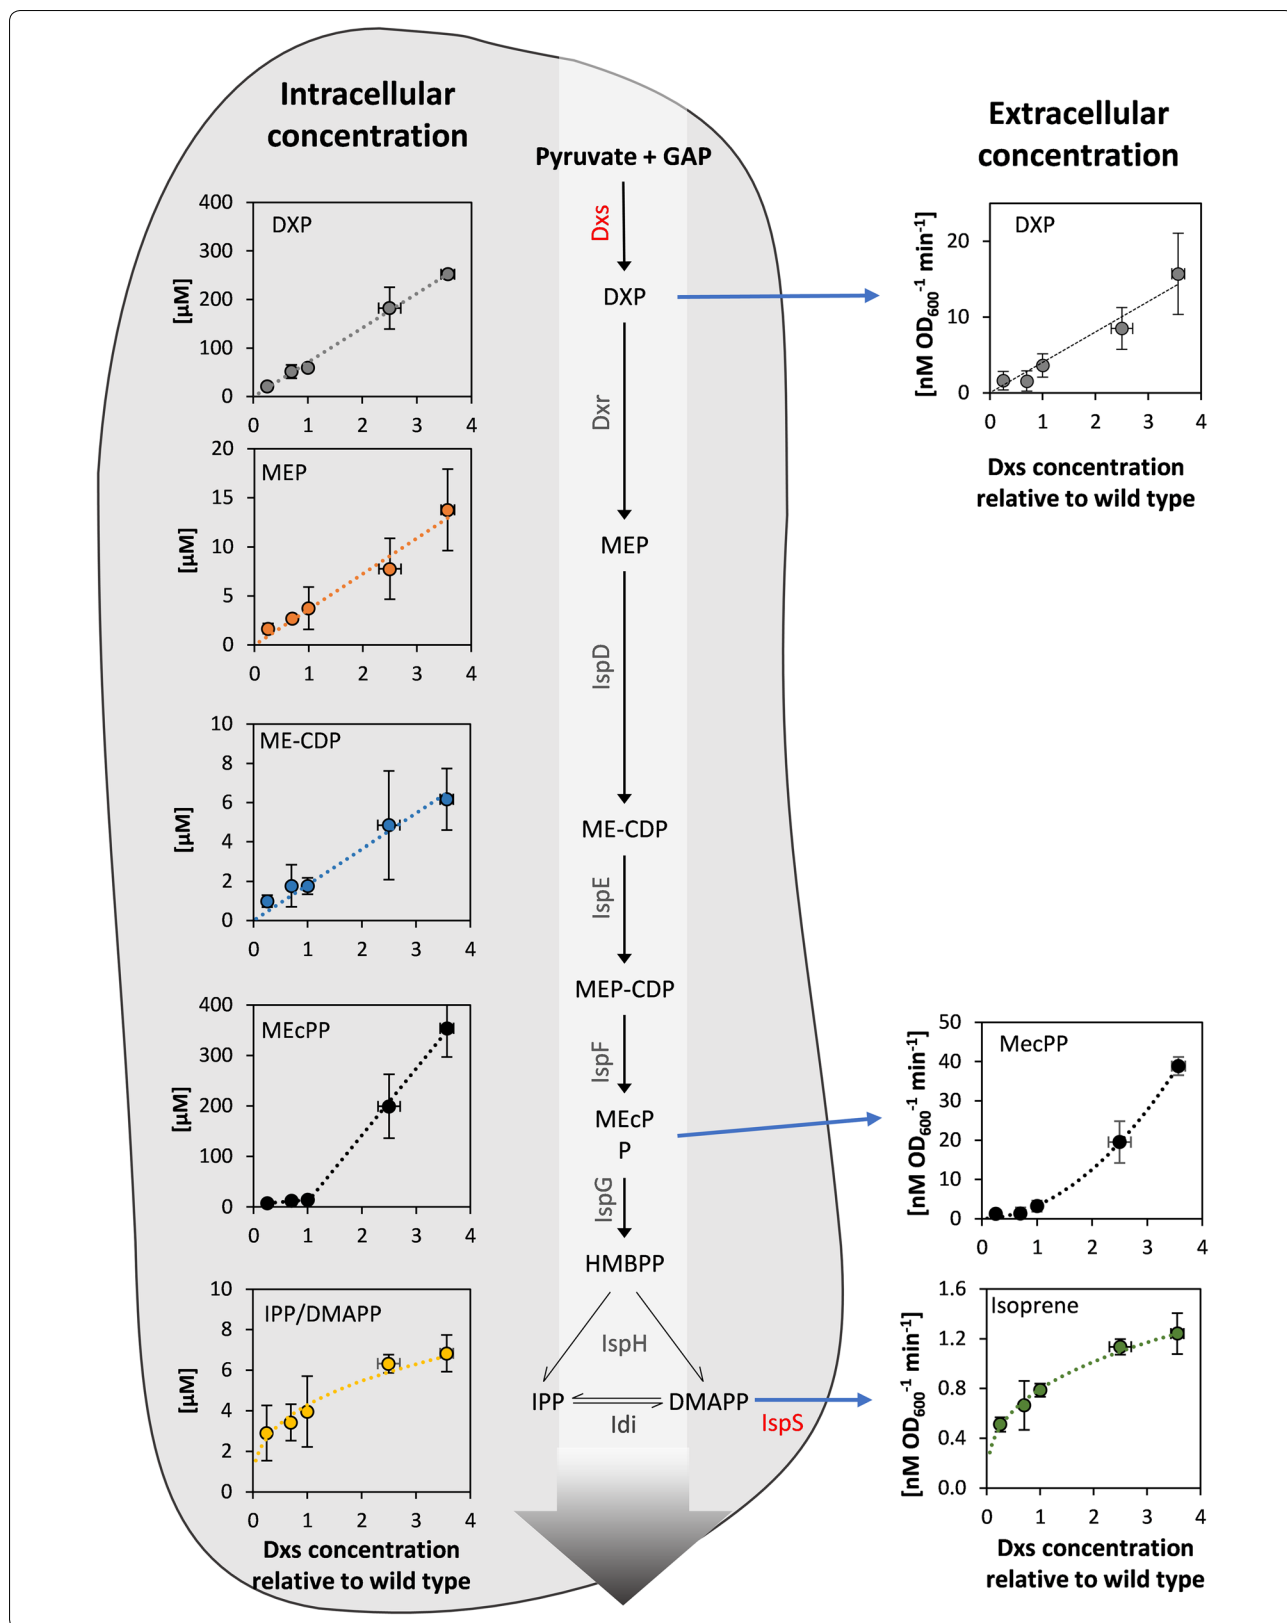 Intracellular
concentration
400
300
200
100
0
[µM]
DXP
0 1 2 3 4
20
15
10
5
0
[µM]
MEP
0 1 2 3 4
10
8
6
4
2
0
[µM]
ME-CDP
0 1 2 3 4
400
300
200
100
0
[µM]
MEcPP
0 1 2 3 4
10
8
6
4
2
0
[µM]
IPP/DMAPP
0 1 2 3 4
Dxs concentration
relative to wild type
Pyruvate + GAP
Dxs
DXP
Dxr
MEP
IspD
ME-CDP
IspE
MEP-CDP
IspF
MEcP
P
IspG
HMBPP
IspH
IPP
DMAPP
Idi
IspS
Extracellular
concentration
[nM OD600-1 min-1]
20
10
0
DXP
0 1 2 3 4
Dxs concentration
relative to wild type
[nM OD600-1 min-1]
50
40
30
20
10
0
MecPP
0 1 2 3 4
[nM OD600-1 min-1]
1.6
1.2
0.8
0.4
0.0
Isoprene
0 1 2 3 4
Dxs concentration
relative to wild type